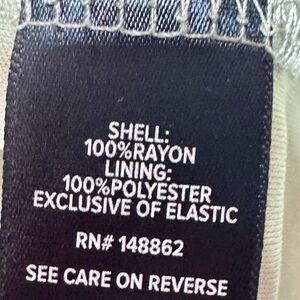 SHELL:
100%RAYON
LINING:
100%POLYESTER
EXCLUSIVE OF ELASTIC
RN# 148862
SEE CARE ON REVERSE